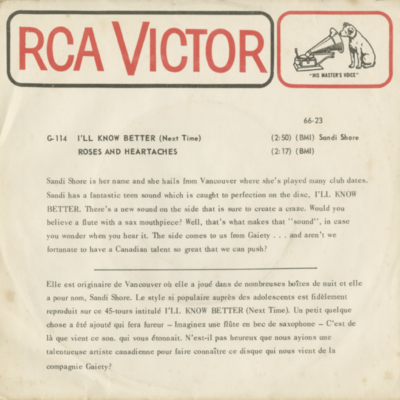 RCA VICTOR
"HIS MASTER'S VOICE"
66-23
G-114 I'LL KNOW BETTER (Next Time) (2:50) (BMI) Sandi Shore
ROSES AND HEARTACHES (2:17) (BMI)
Sandi Shore is her name and she hails from Vancouver where she's played many club dates.
Sandi has a fantastic teen sound which is caught to perfection on the disc, I'LL KNOW
BETTER. There's a new sound on the side that is sure to create a craze. Would you
believe a flute with a sax mouthpiece? Well, that's what makes that "sound", in case
you wonder when you hear it. The side comes to us from Gaiety . . . and aren't we
fortunate to have a Canadian talent so great that we can push?
Elle est originaire de Vancouver où elle a joué dans de nombreuses boîtes de nuit et elle
a pour nom, Sandi Shore. Le style si populaire auprès des adolescents est fidèlement
reproduit sur ce 45-tours intitulé I'LL KNOW BETTER (Next Time). Un petit quelque
chose a été ajouté qui fera fureur – Imaginez une flûte en bec de saxophone – C'est de
là que vient ce son, qui vous étonnait. N'est-il pas heureux que nous ayions une
talentueuse artiste canadienne pour faire connaître ce disque qui nous vient de la
compagnie Gaiety?